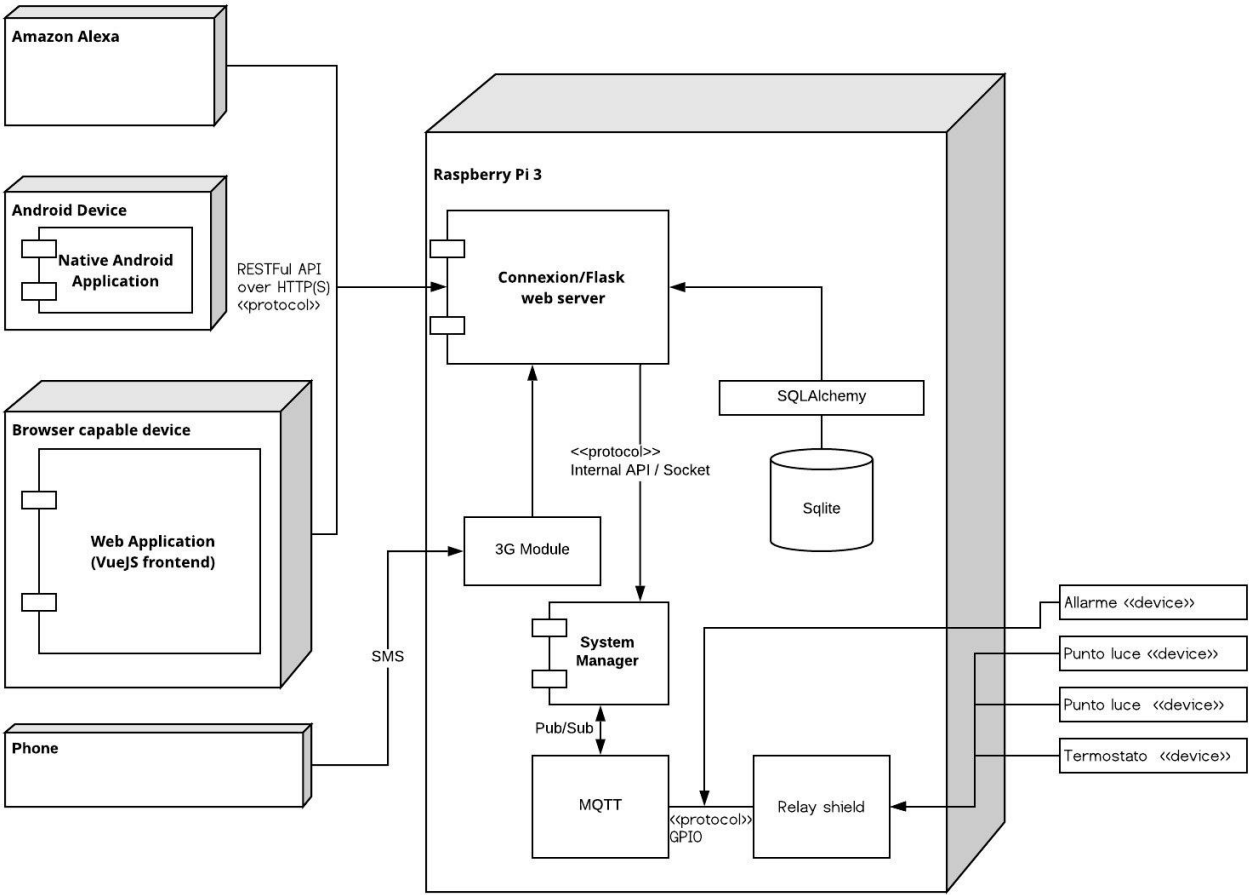 Amazon Alexa
Android Device
Native Android
Application
RESTFul API
over HTTP(S)
<<protocol>>
Browser capable device
Web Application
(VueJS frontend)
Phone
SMS
Raspberry Pi 3
Connexion/Flask
web server
SQLAlchemy
Sqlite
<<protocol>>
Internal API / Socket
3G Module
System
Manager
Pub/Sub
MQTT
<<protocol>>
GPIO
Relay shield
Allarme <<device>>
Punto luce <<device>>
Punto luce <<device>>
Termostato <<device>>